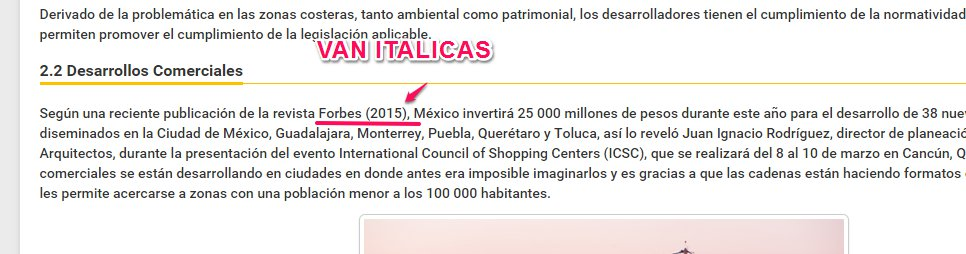 Derivado de la problemática en las zonas costeras, tanto ambiental como patrimonial, los desarrolladores tienen el cumplimiento de la normatividad
permiten promover el cumplimiento de la legislación aplicable.
VAN ITALICAS
2.2 Desarrollos Comerciales
Según una reciente publicación de la revista Forbes (2015), México invertirá 25 000 millones de pesos durante este año para el desarrollo de 38 nue
diseminados en la Ciudad de México, Guadalajara, Monterrey, Puebla, Querétaro y Toluca, así lo reveló Juan Ignacio Rodríguez, director de planeació
Arquitectos, durante la presentación del evento International Council of Shopping Centers (ICSC), que se realizará del 8 al 10 de marzo en Cancún, Q
comerciales se están desarrollando en ciudades en donde antes era imposible imaginarlos y es gracias a que las cadenas están haciendo formatos
les permite acercarse a zonas con una población menor a los 100 000 habitantes.